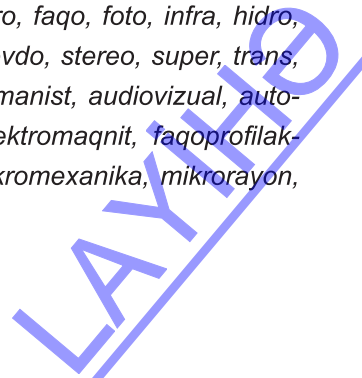 ro, faqo, foto, infra, hidro,
vdo, stereo, super, trans,
manist, audiovizual, auto-
ektromaqnit, faqoprofilak-
kromexanika, mikrorayon,
LAYİHƏ